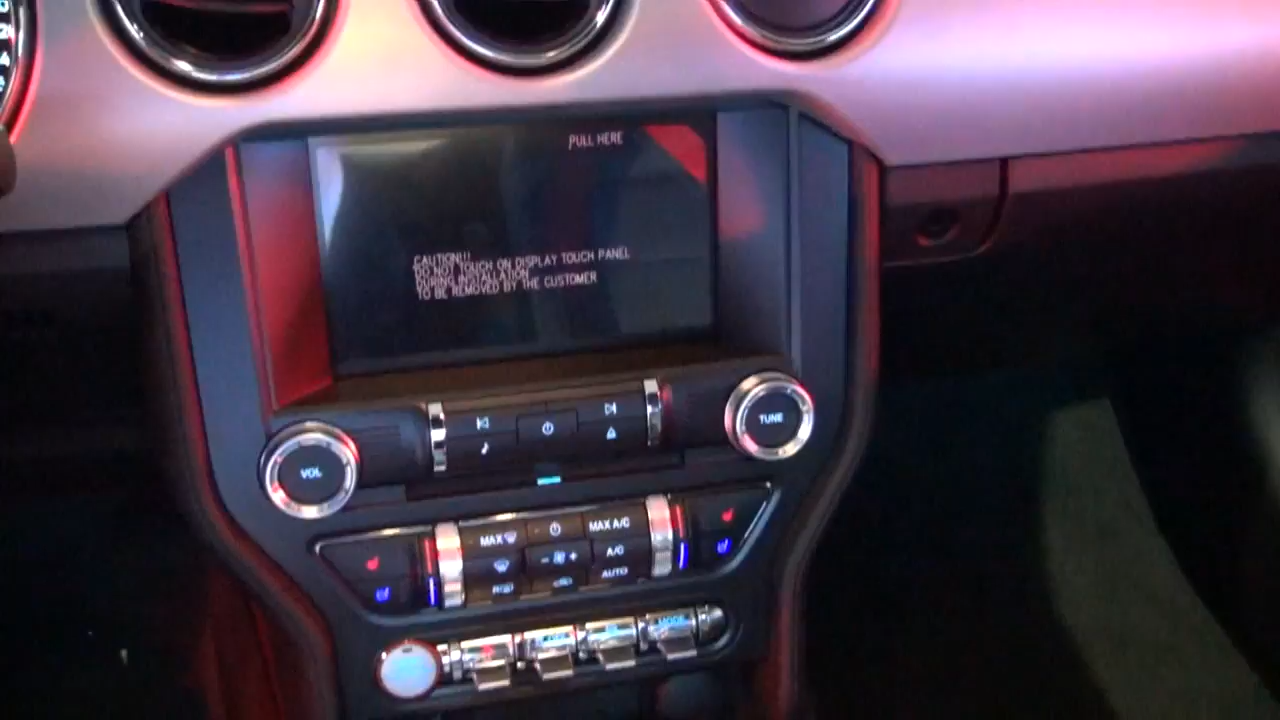 PULL HERE
CAUTION!!!
DO NOT TOUCH ON DISPLAY TOUCH PANEL
DURING INSTALLATION
TO BE REMOVED BY THE CUSTOMER
VOL
TUNE
MAX
MAX A/C
- +
A/C
AUTO
MODE